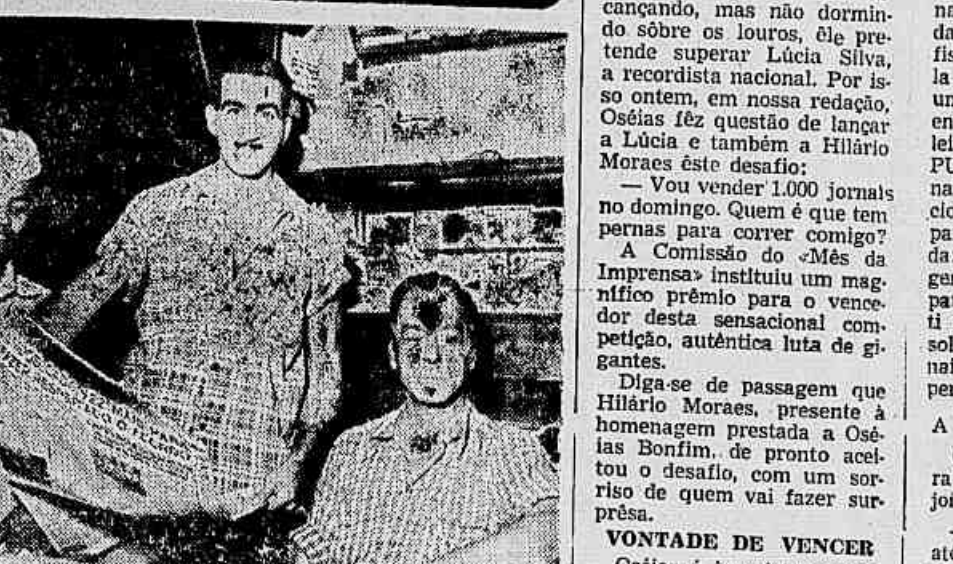 cançando, mas não dormin-
do sôbre os louros, êle pre-
tende superar Lúcia Silva,
a recordista nacional. Por is-
so ontem, em nossa redação,
Oséias fêz questão de lançar
a Lúcia e também a Hilário
Moraes êste desafio:
— Vou vender 1.000 jornais
no domingo. Quem é que tem
pernas para correr comigo?
A Comissão do «Mês da
Imprensa» instituiu um mag-
nífico prêmio para o vence-
dor desta sensacional com-
petição, autêntica luta de gi-
gantes.
Diga-se de passagem que
Hilário Moraes, presente à
homenagem prestada a Osé-
ias Bonfim, de pronto acei-
tou o desafio, com um sor-
riso de quem vai fazer sur-
prêsa.
VONTADE DE VENCER